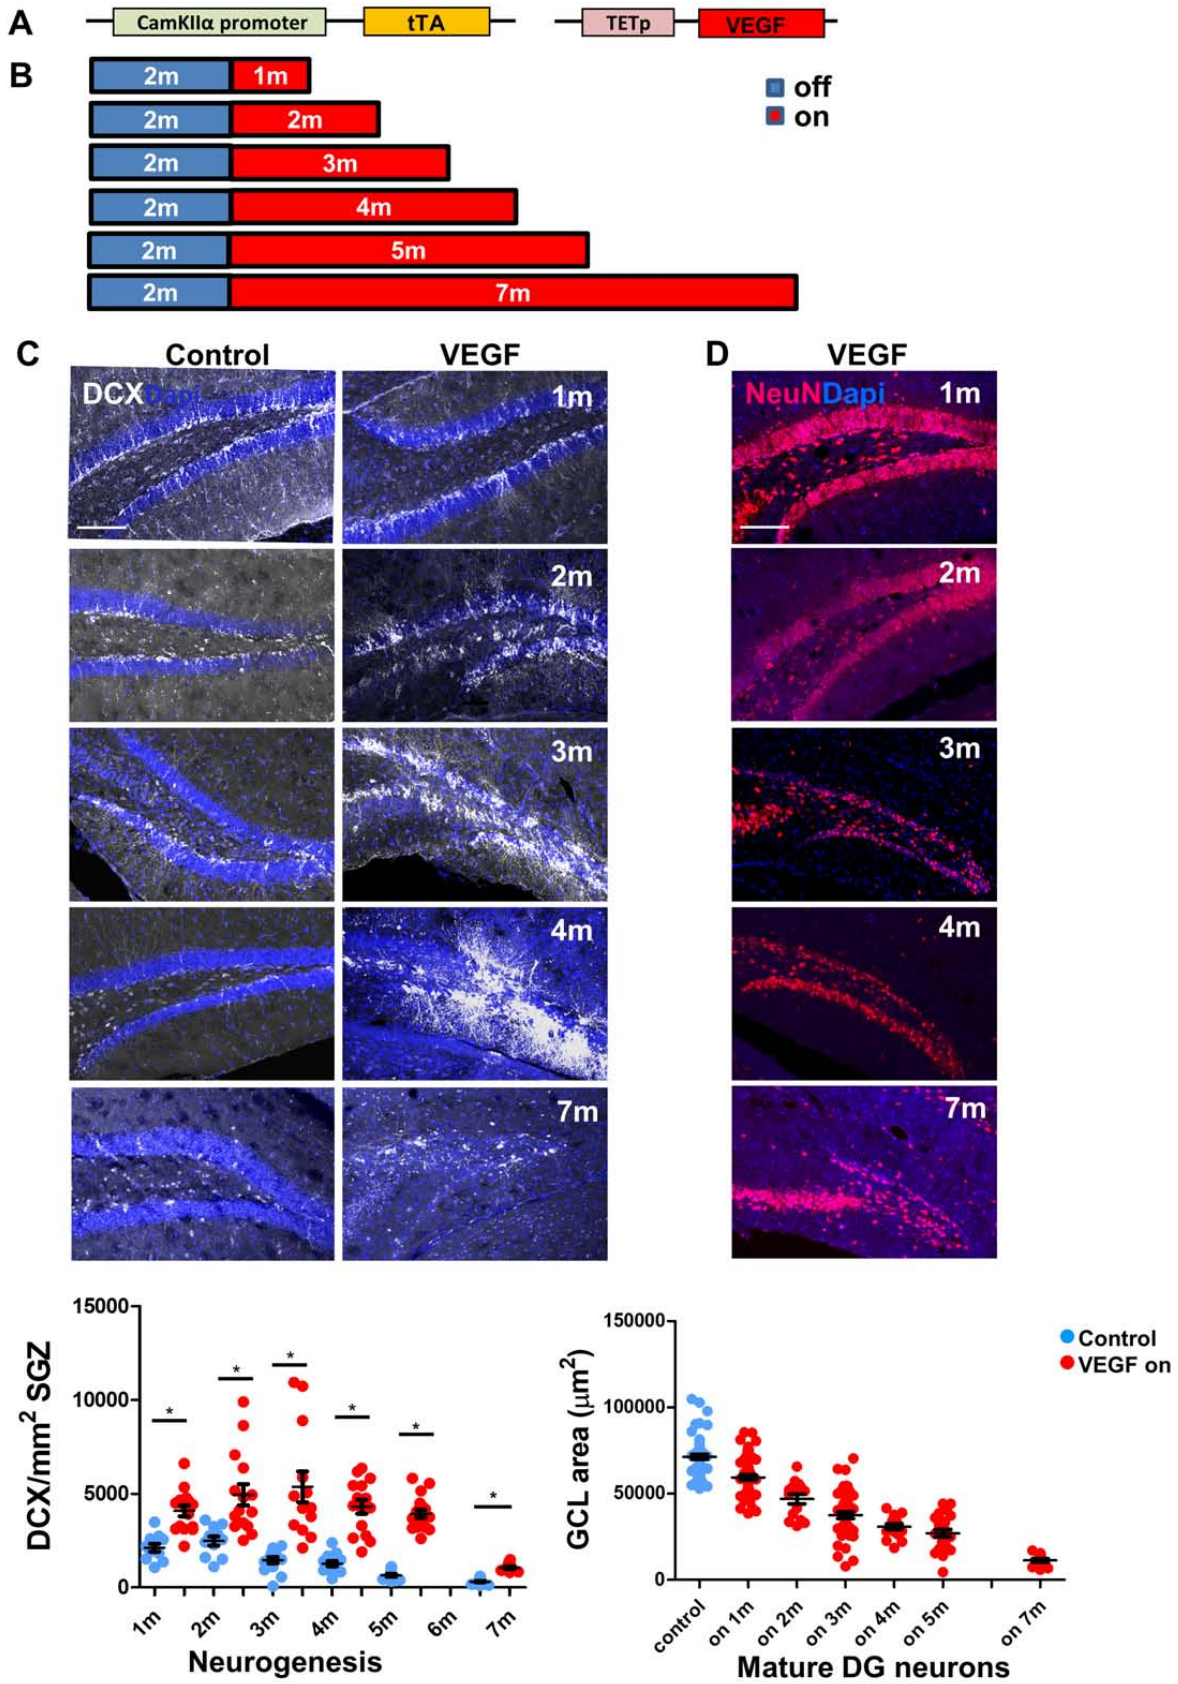 A
CamKIIα promoter
tTA
TETp
VEGF
B
2m 1m
2m 2m
2m 3m
2m 4m
2m 5m
2m 7m
off
on
C
Control
VEGF
DCXDapi
1m
2m
3m
4m
7m
D
VEGF
NeuNDapi
1m
2m
3m
4m
7m
DCX/mm² SGZ
15000
10000
5000
0
* * * * * *
1m 2m 3m 4m 5m 6m 7m
Neurogenesis
GCL area (μm²)
150000
100000
50000
0
control on 1m on 2m on 3m on 4m on 5m on 7m
Mature DG neurons
Control
VEGF on